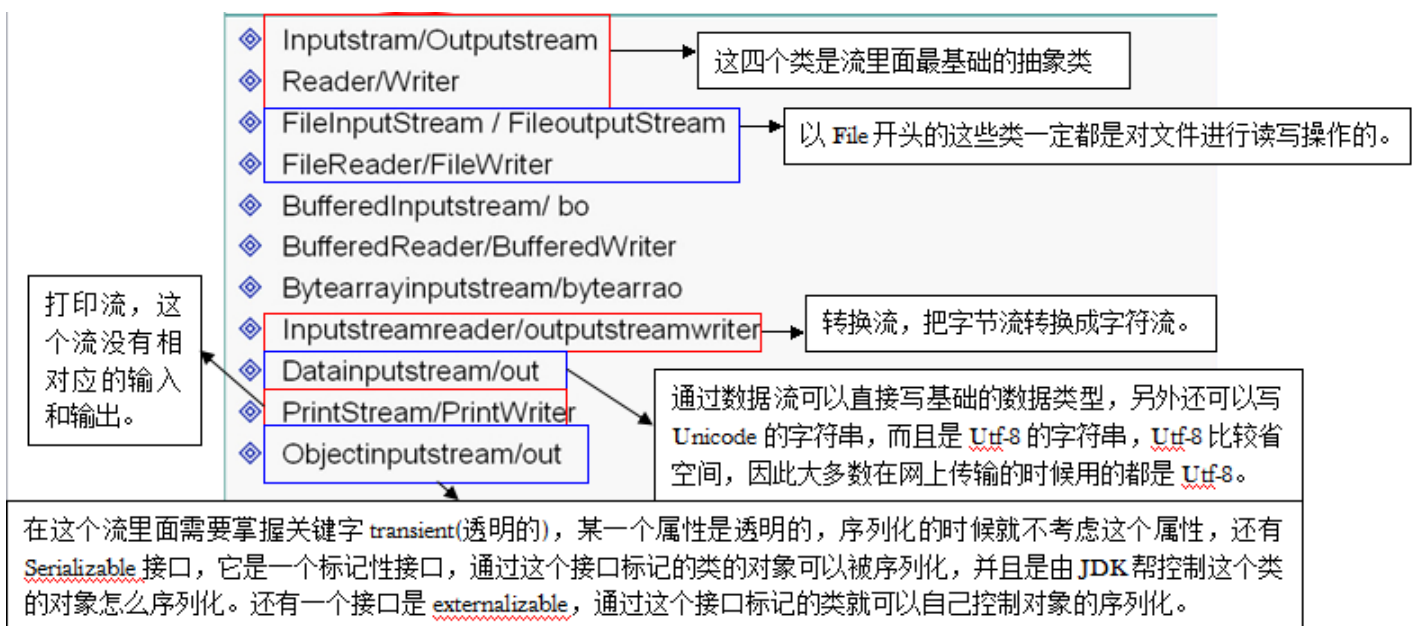 Inputstram/Outputstream
Reader/Writer
这四个类是流里面最基础的抽象类
FileInputStream / FileoutputStream
FileReader/FileWriter
以 File 开头的这些类一定都是对文件进行读写操作的。
BufferedInputstream/ bo
BufferedReader/BufferedWriter
Bytearrayinputstream/bytearrao
Inputstreamreader/outputstreamwriter
转换流，把字节流转换成字符流。
Datainputstream/out
通过数据流可以直接写基础的数据类型，另外还可以写
Unicode 的字符串，而且是 Utf-8 的字符串，Utf-8 比较省
空间，因此大多数在网上传输的时候用的都是 Utf-8。
PrintStream/PrintWriter
打印流，这
个流没有相
对应的输入
和输出。
Objectinputstream/out
在这个流里面需要掌握关键字 transient(透明的)，某一个属性是透明的，序列化的时候就不考虑这个属性，还有
Serializable 接口，它是一个标记性接口，通过这个接口标记的类的对象可以被序列化，并且是由 JDK 帮控制这个类
的对象怎么序列化。还有一个接口是 externalizable，通过这个接口标记的类就可以自己控制对象的序列化。